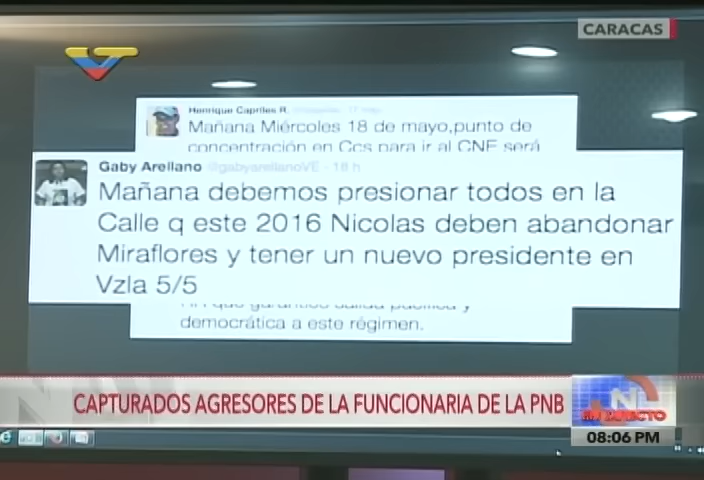 CARACAS
Henrique Capriles R.
Mañana Miércoles 18 de mayo,punto de
concentración en Ccs para ir al CNE será
Gaby Arellano @gabyarellanoVE - 18 h
Mañana debemos presionar todos en la
Calle q este 2016 Nicolas deben abandonar
Miraflores y tener un nuevo presidente en
Vzla 5/5
democrática a este régimen.
CAPTURADOS AGRESORES DE LA FUNCIONARIA DE LA PNB
EN DIRECTO
08:06 PM